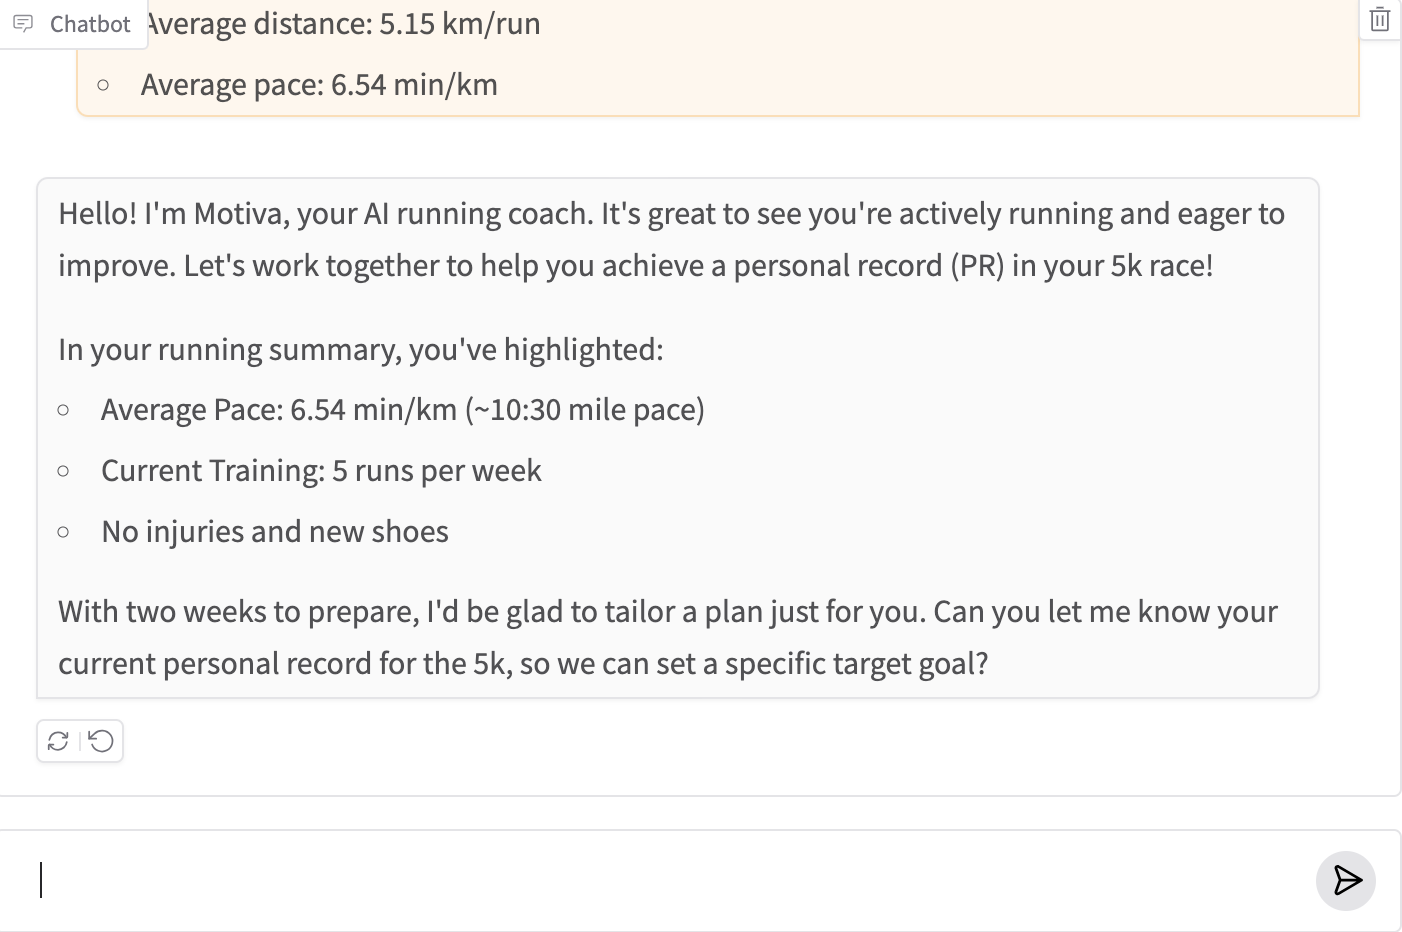 Chatbot
Average distance: 5.15 km/run
Average pace: 6.54 min/km
Hello! I'm Motiva, your AI running coach. It's great to see you're actively running and eager to
improve. Let's work together to help you achieve a personal record (PR) in your 5k race!
In your running summary, you've highlighted:
Average Pace: 6.54 min/km (~10:30 mile pace)
Current Training: 5 runs per week
No injuries and new shoes
With two weeks to prepare, I'd be glad to tailor a plan just for you. Can you let me know your
current personal record for the 5k, so we can set a specific target goal?